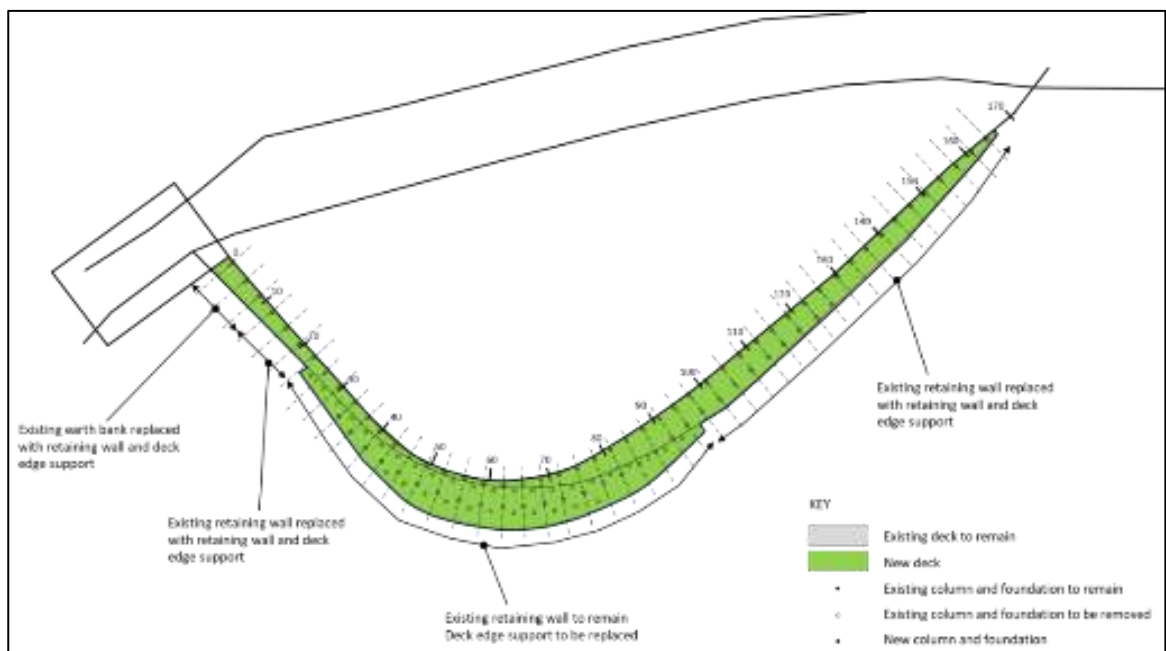 170
160
150
140
130
120
110
100
90
80
70
60
50
40
30
20
10
0
Existing retaining wall replaced
with retaining wall and deck
edge support
Existing earth bank replaced
with retaining wall and deck
edge support
Existing retaining wall replaced
with retaining wall and deck
edge support
Existing retaining wall to remain
Deck edge support to be replaced
KEY
Existing deck to remain
New deck
Existing column and foundation to remain
Existing column and foundation to be removed
New column and foundation